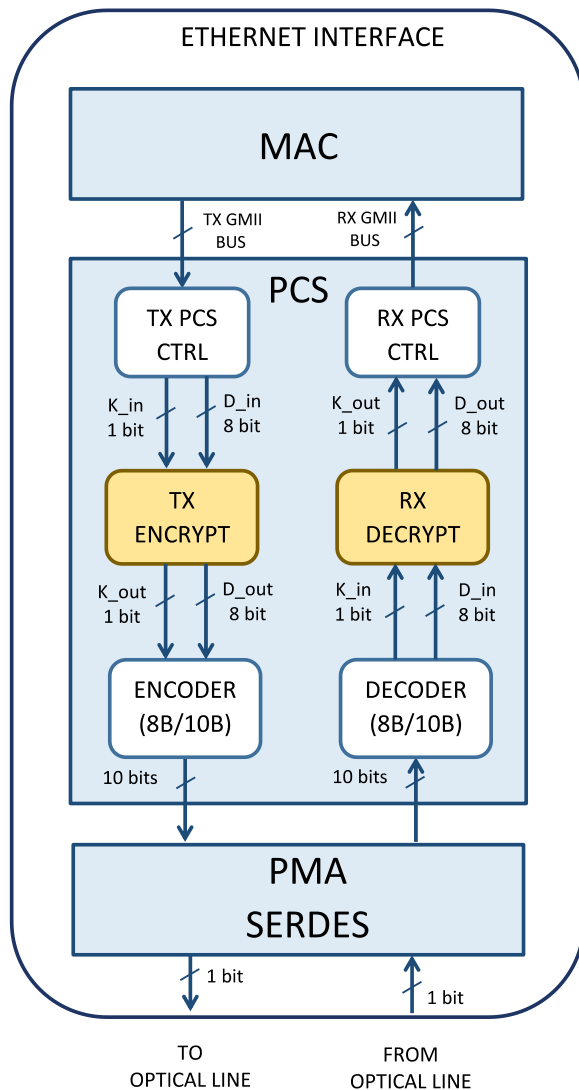 ETHERNET INTERFACE
MAC
TX GMII
BUS
RX GMII
BUS
PCS
TX PCS
CTRL
RX PCS
CTRL
K_in
1 bit
D_in
8 bit
K_out
1 bit
D_out
8 bit
TX
ENCRYPT
RX
DECRYPT
K_out
1 bit
D_out
8 bit
K_in
1 bit
D_in
8 bit
ENCODER
(8B/10B)
DECODER
(8B/10B)
10 bits
10 bits
PMA
SERDES
1 bit
1 bit
TO
OPTICAL LINE
FROM
OPTICAL LINE